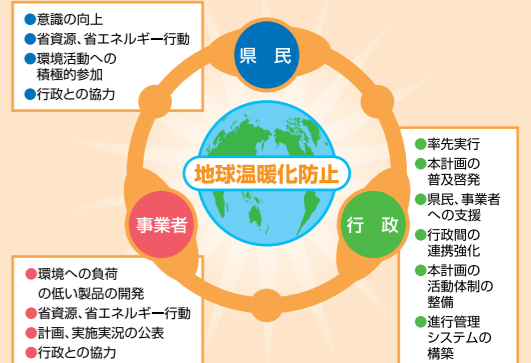 ●意識の向上
●省資源、省エネルギー行動
●環境活動への
積極的参加
●行政との協力
県　民
地球温暖化防止
事業者
行　政
●率先実行
●本計画の
普及啓発
●県民、事業者
への支援
●行政間の
連携強化
●本計画の
活動体制の
整備
●進行管理
システムの
構築
●環境への負荷
の低い製品の開発
●省資源、省エネルギー行動
●計画、実施実況の公表
●行政との協力